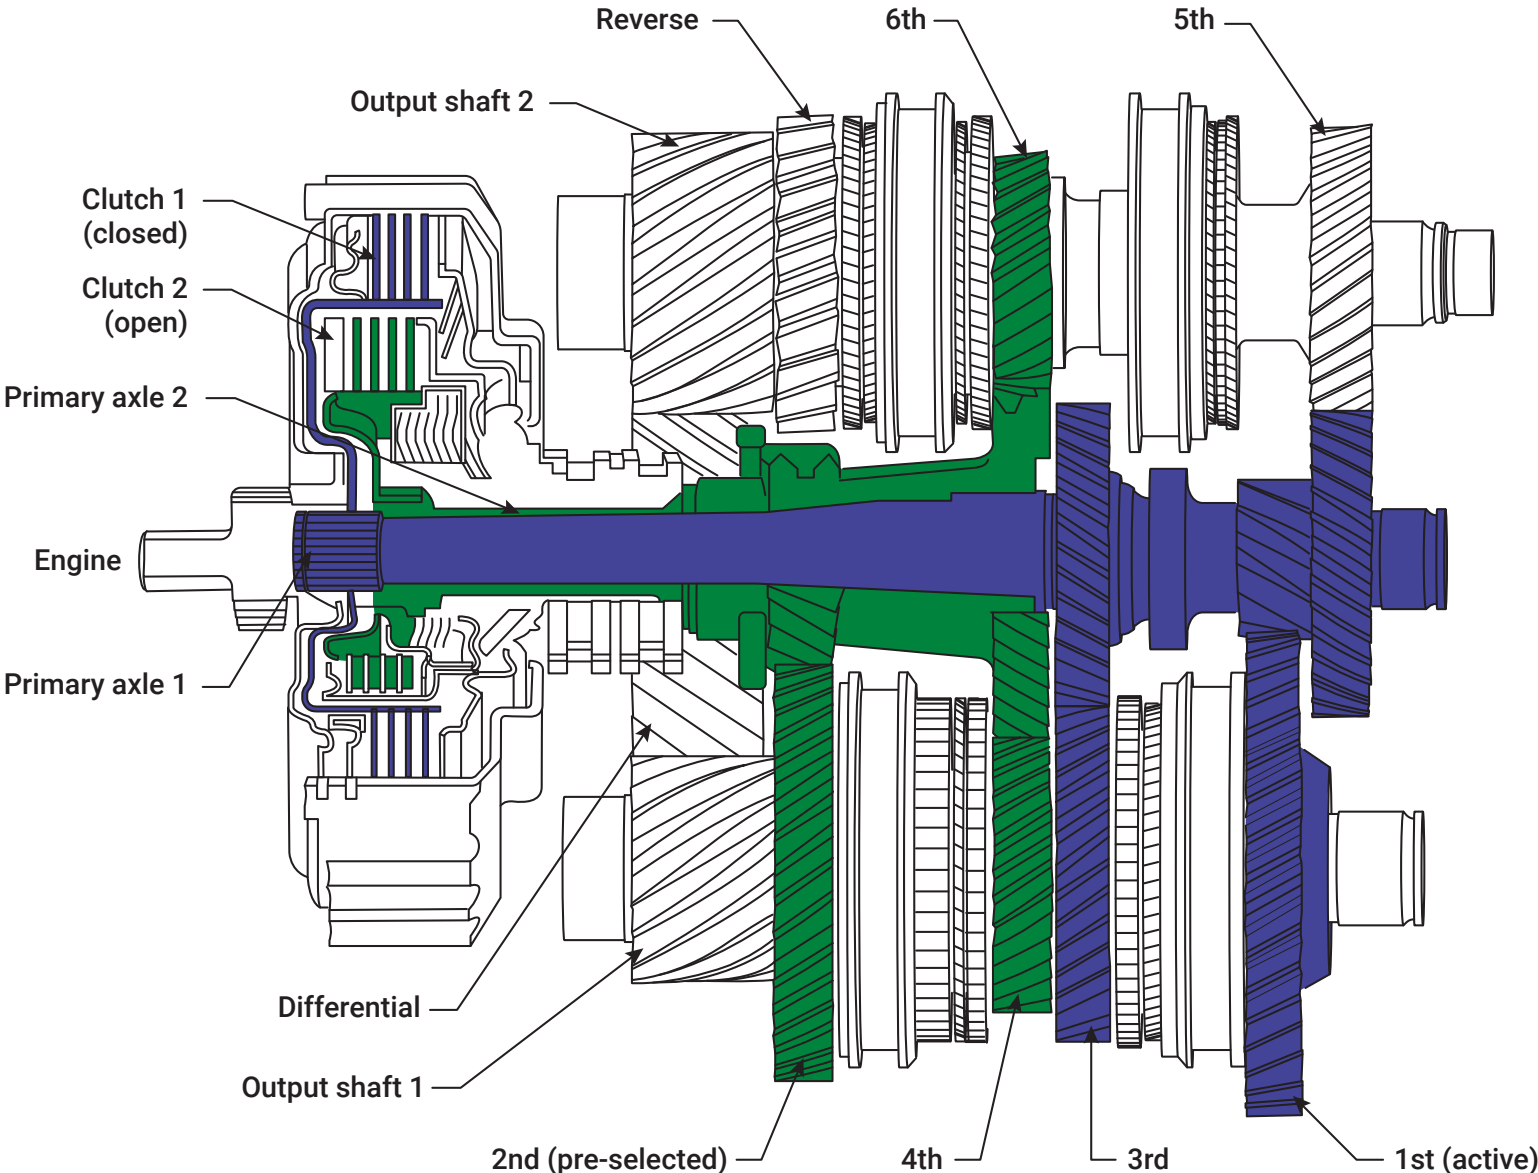 Reverse
6th
5th
Output shaft 2
Clutch 1
(closed)
Clutch 2
(open)
Primary axle 2
Engine
Primary axle 1
Differential
Output shaft 1
2nd (pre-selected)
4th
3rd
1st (active)